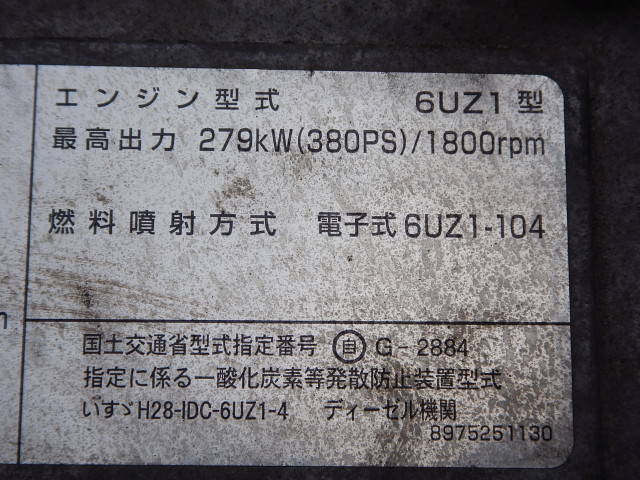 エンジン型式 6UZ1型
最高出力 279kW(380PS)/1800rpm
燃料噴射方式 電子式6UZ1-104
国土交通省型式指定番号 自 G-2884
指定に係る一酸化炭素等発散防止装置型式
いすゞH28-IDC-6UZ1-4 ディーゼル機関
8975251130